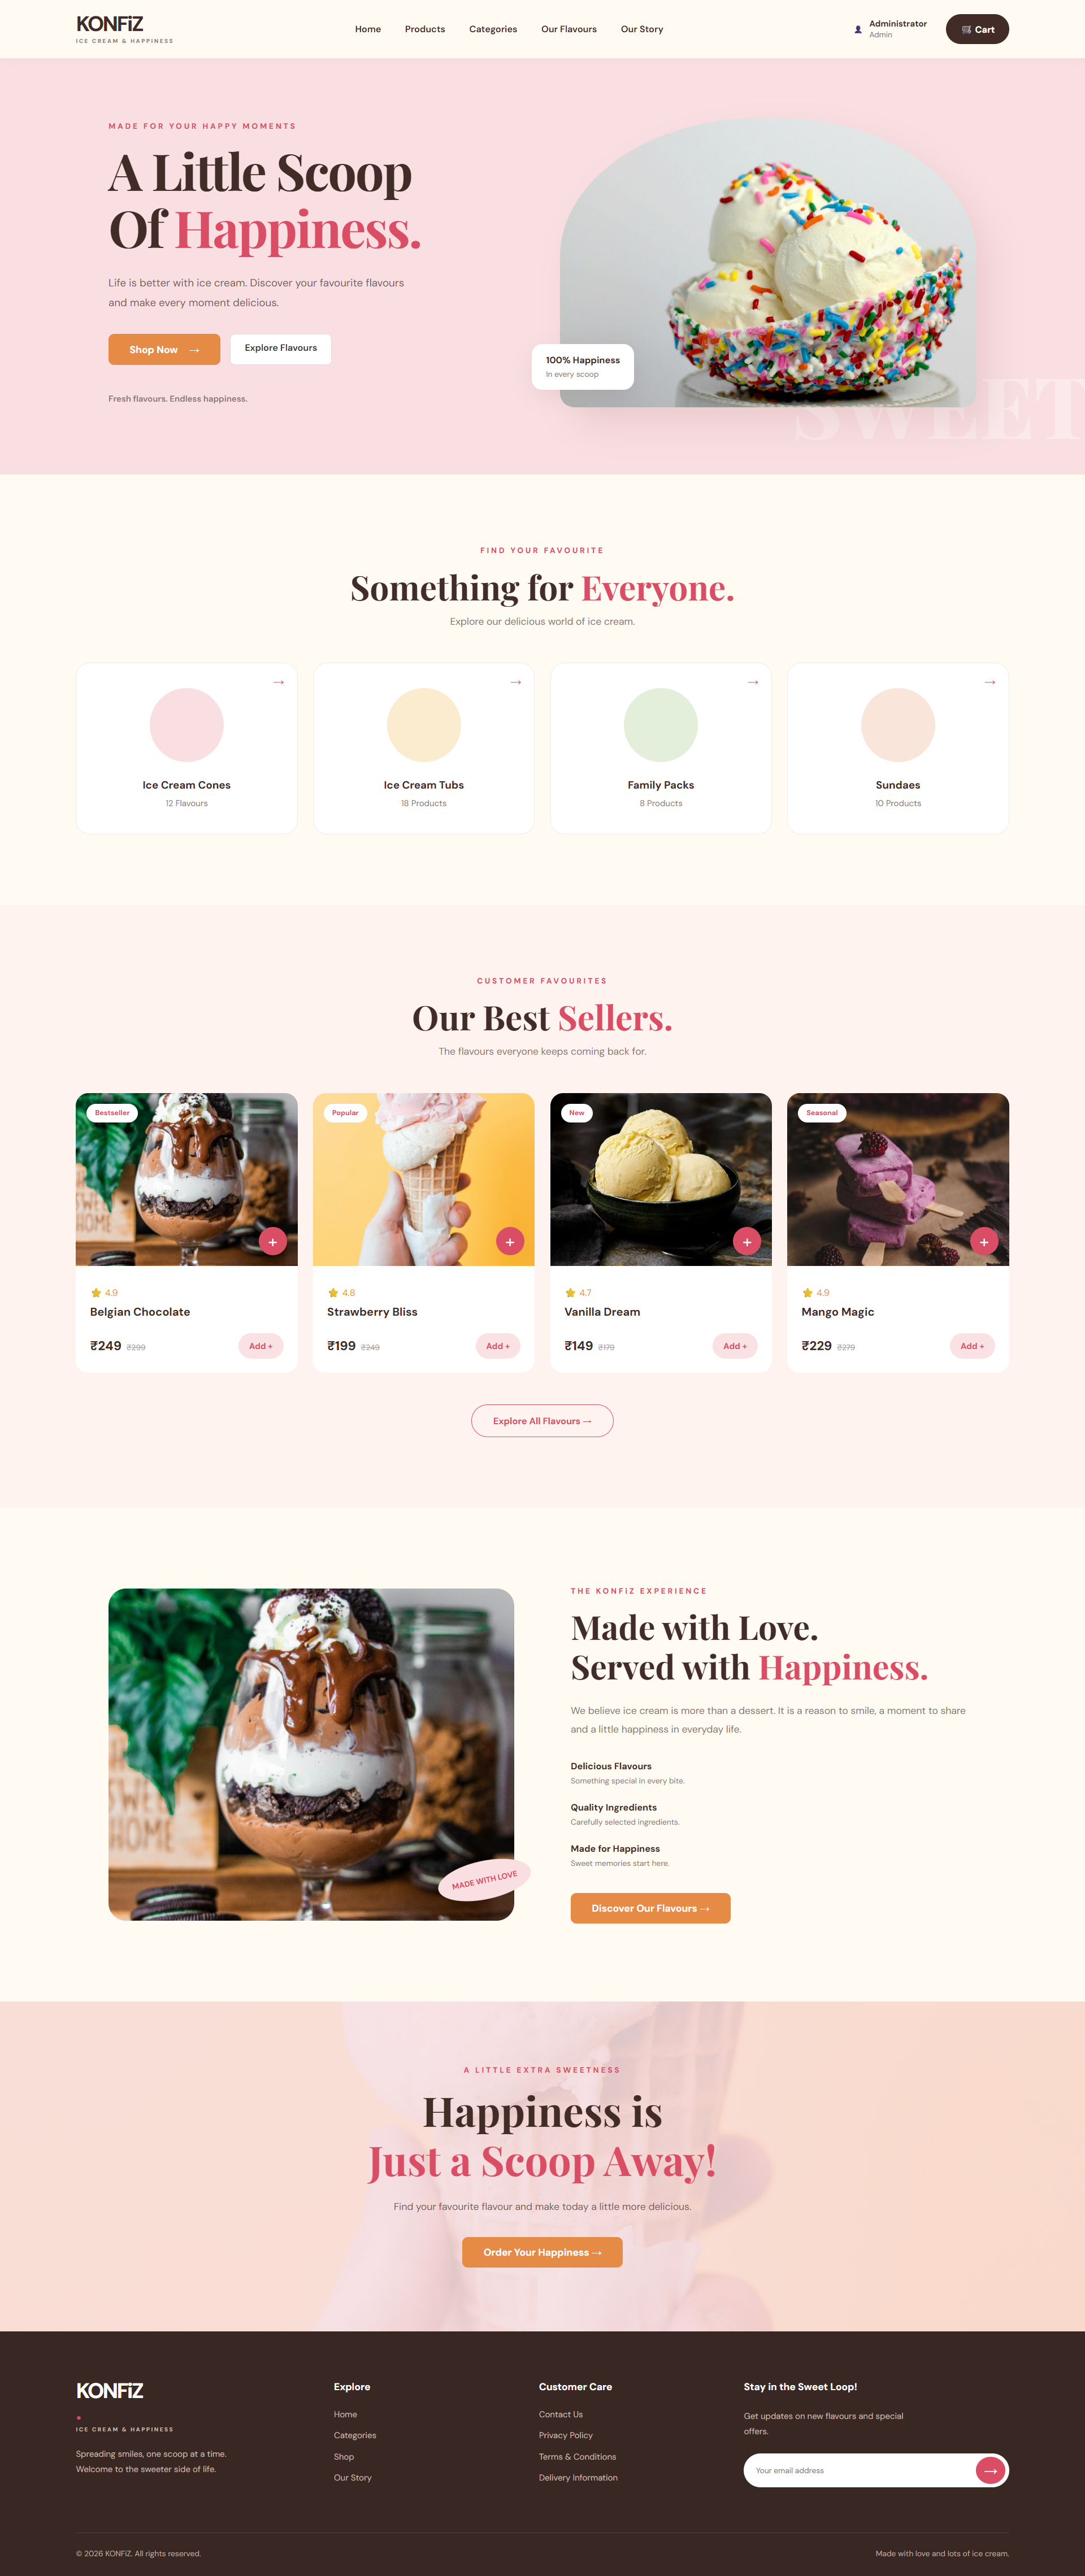 KONFiZ
ICE CREAM & HAPPINESS
Home
Products
Categories
Our Flavours
Our Story
Administrator
Admin
Cart
MADE FOR YOUR HAPPY MOMENTS
A Little Scoop
Of Happiness.
Life is better with ice cream. Discover your favourite flavours
and make every moment delicious.
Shop Now →
Explore Flavours
Fresh flavours. Endless happiness.
100% Happiness
In every scoop
SWEET
FIND YOUR FAVOURITE
Something for Everyone.
Explore our delicious world of ice cream.
→
Ice Cream Cones
12 Flavours
→
Ice Cream Tubs
18 Products
→
Family Packs
8 Products
→
Sundaes
10 Products
CUSTOMER FAVOURITES
Our Best Sellers.
The flavours everyone keeps coming back for.
Bestseller
HOME
+
4.9
Belgian Chocolate
₹249 ₹299
Add +
Popular
+
4.8
Strawberry Bliss
₹199 ₹249
Add +
New
+
4.7
Vanilla Dream
₹149 ₹179
Add +
Seasonal
+
4.9
Mango Magic
₹229 ₹279
Add +
Explore All Flavours →
HOME
MADE WITH LOVE
THE KONFiZ EXPERIENCE
Made with Love.
Served with Happiness.
We believe ice cream is more than a dessert. It is a reason to smile, a moment to share
and a little happiness in everyday life.
Delicious Flavours
Something special in every bite.
Quality Ingredients
Carefully selected ingredients.
Made for Happiness
Sweet memories start here.
Discover Our Flavours →
A LITTLE EXTRA SWEETNESS
Happiness is
Just a Scoop Away!
Find your favourite flavour and make today a little more delicious.
Order Your Happiness →
KONFiZ
ICE CREAM & HAPPINESS
Spreading smiles, one scoop at a time.
Welcome to the sweeter side of life.
Explore
Home
Categories
Shop
Our Story
Customer Care
Contact Us
Privacy Policy
Terms & Conditions
Delivery Information
Stay in the Sweet Loop!
Get updates on new flavours and special
offers.
Your email address
→
© 2026 KONFiZ. All rights reserved.
Made with love and lots of ice cream.